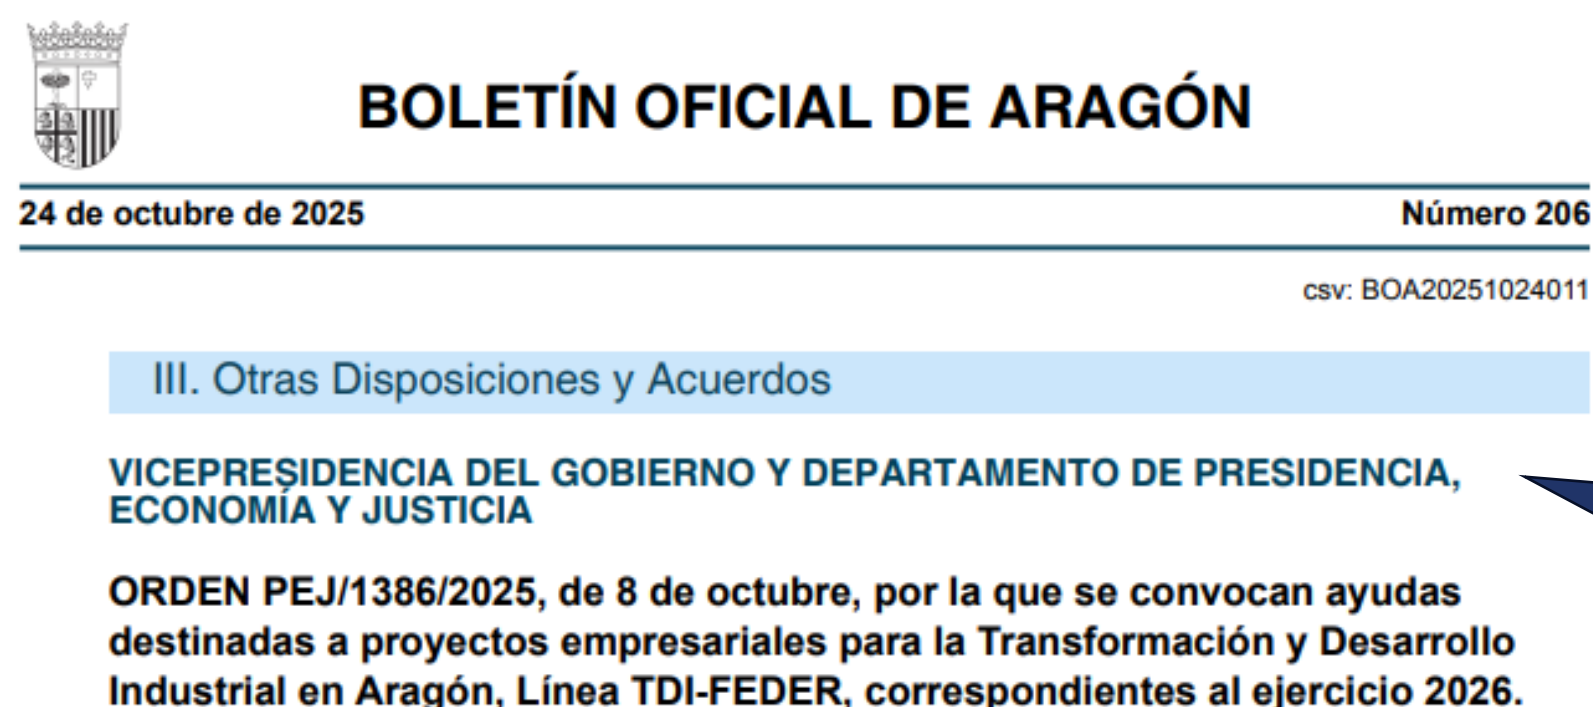 BOLETÍN OFICIAL DE ARAGÓN
24 de octubre de 2025
Número 206
csv: BOA20251024011
III. Otras Disposiciones y Acuerdos
VICEPRESIDENCIA DEL GOBIERNO Y DEPARTAMENTO DE PRESIDENCIA,
ECONOMÍA Y JUSTICIA
ORDEN PEJ/1386/2025, de 8 de octubre, por la que se convocan ayudas
destinadas a proyectos empresariales para la Transformación y Desarrollo
Industrial en Aragón, Línea TDI-FEDER, correspondientes al ejercicio 2026.